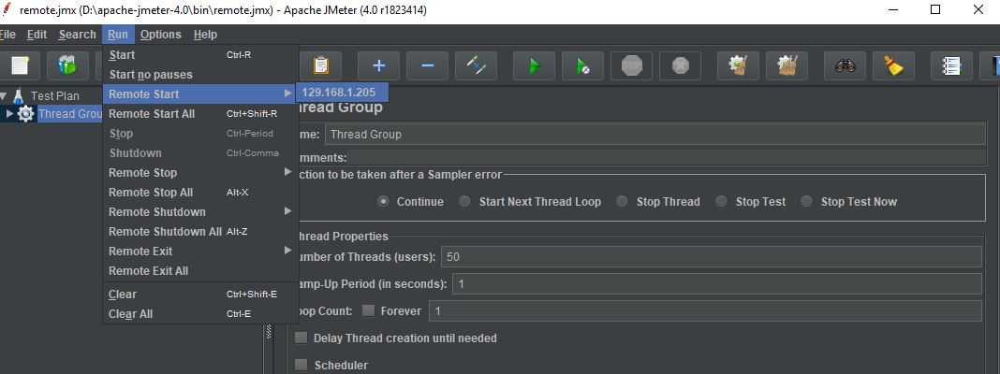 remote.jmx (D:\apache-jmeter-4.0\bin\remote.jmx) - Apache JMeter (4.0 r1823414)
File Edit Search Run Options Help
STOP
Test Plan
Thread Grou
Start Ctrl-R
Start no pauses
Remote Start
129.168.1.205
Remote Start All Ctrl+Shift-R
Stop Ctrl-Period
Shutdown Ctrl-Comma
Remote Stop
Remote Stop All Alt-X
Remote Shutdown
Remote Shutdown All Alt-Z
Remote Exit
Remote Exit All
Clear Ctrl+Shift-E
Clear All Ctrl-E
Thread Group
ame: Thread Group
omments:
ction to be taken after a Sampler error
Continue Start Next Thread Loop Stop Thread Stop Test Stop Test Now
hread Properties
umber of Threads (users): 50
amp-Up Period (in seconds): 1
oop Count: Forever 1
Delay Thread creation until needed
Scheduler